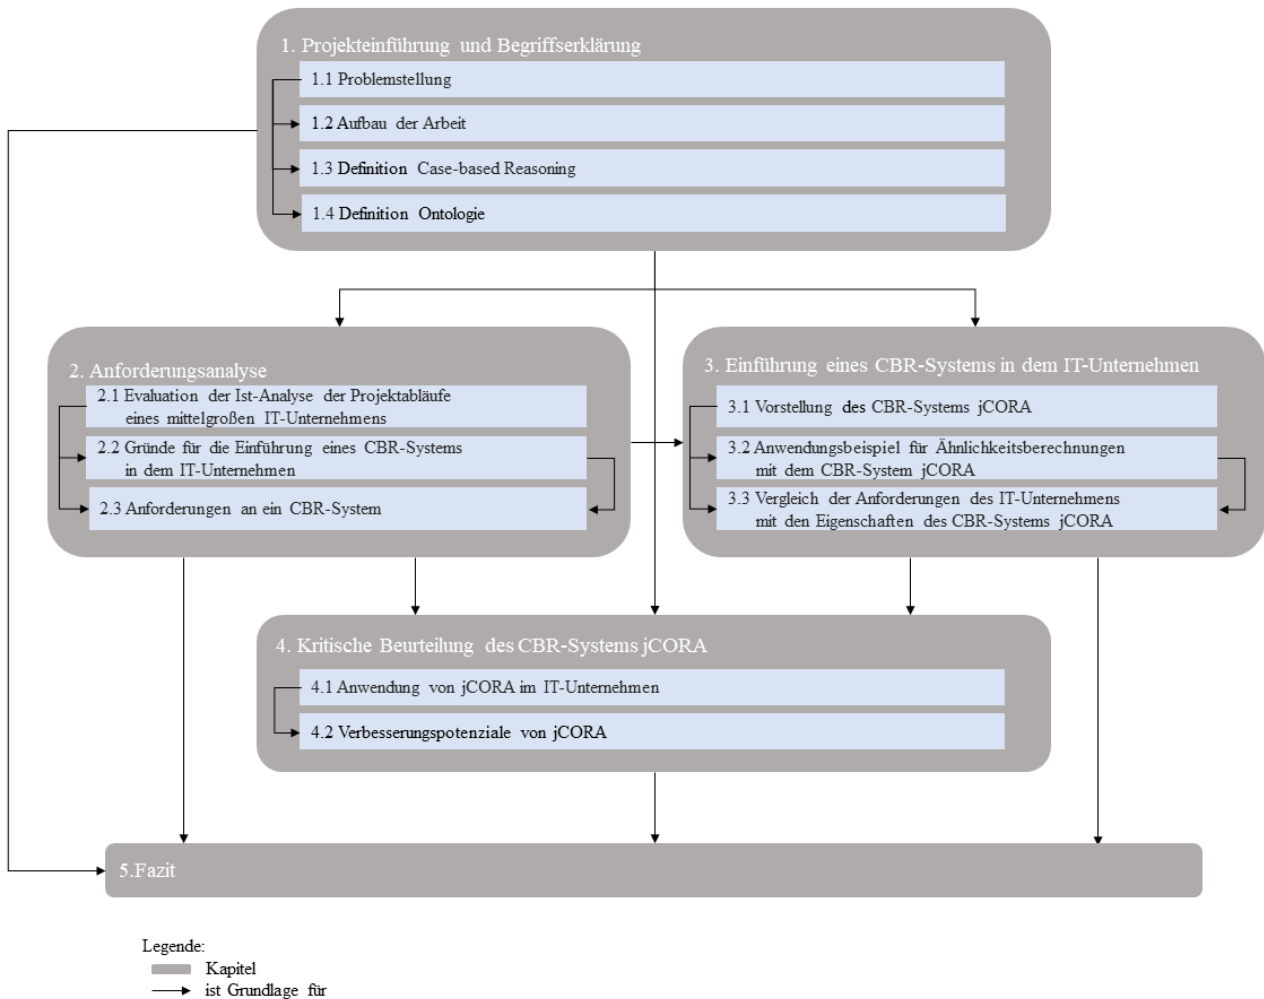 1. Projekteinführung und Begriffserklärung
1.1 Problemstellung
1.2 Aufbau der Arbeit
1.3 Definition Case-based Reasoning
1.4 Definition Ontologie
2. Anforderungsanalyse
2.1 Evaluation der Ist-Analyse der Projektabläufe
eines mittelgroßen IT-Unternehmens
2.2 Gründe für die Einführung eines CBR-Systems
in dem IT-Unternehmen
2.3 Anforderungen an ein CBR-System
3. Einführung eines CBR-Systems in dem IT-Unternehmen
3.1 Vorstellung des CBR-Systems jCORA
3.2 Anwendungsbeispiel für Ähnlichkeitsberechnungen
mit dem CBR-System jCORA
3.3 Vergleich der Anforderungen des IT-Unternehmens
mit den Eigenschaften des CBR-Systems jCORA
4. Kritische Beurteilung des CBR-Systems jCORA
4.1 Anwendung von jCORA im IT-Unternehmen
4.2 Verbesserungspotenziale von jCORA
5.Fazit
Legende:
Kapitel
ist Grundlage für